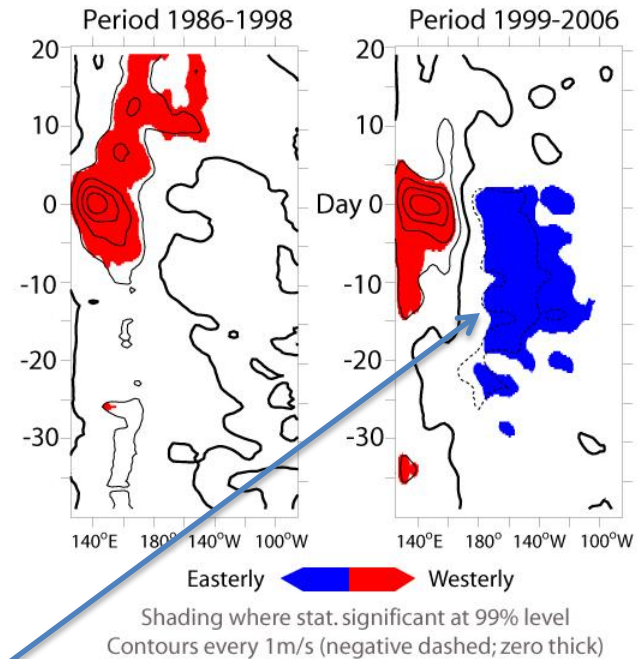 Period 1986-1998 Period 1999-2006
20 20
10 10
0 Day 0
-10 -10
-20 -20
-30 -30
140°E 180° 140°W 100°W 140°E 180° 140°W 100°W
Easterly Westerly
Shading where stat. significant at 99% level
Contours every 1m/s (negative dashed; zero thick)